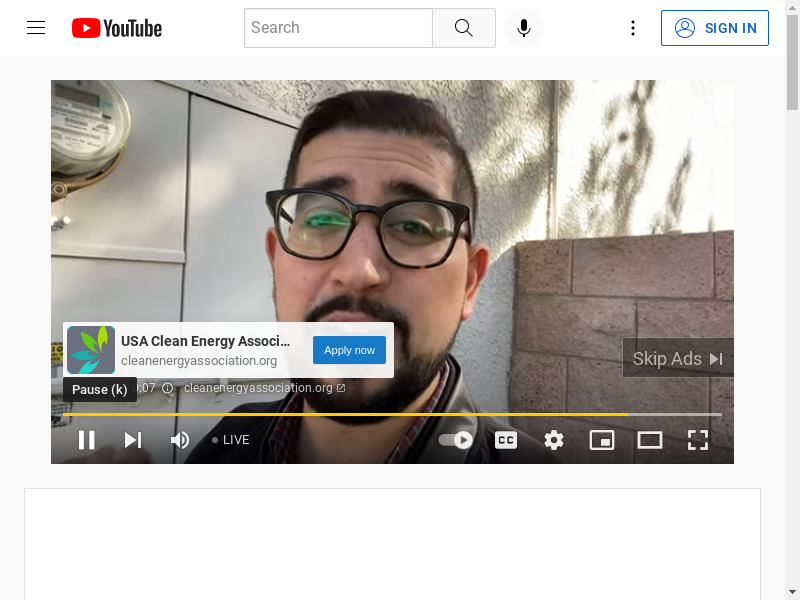 YouTube
Search
SIGN IN
USA Clean Energy Associ...
cleanenergyassociation.org
Apply now
Skip Ads
Pause (k)
:07
cleanenergyassociation.org
LIVE
CC